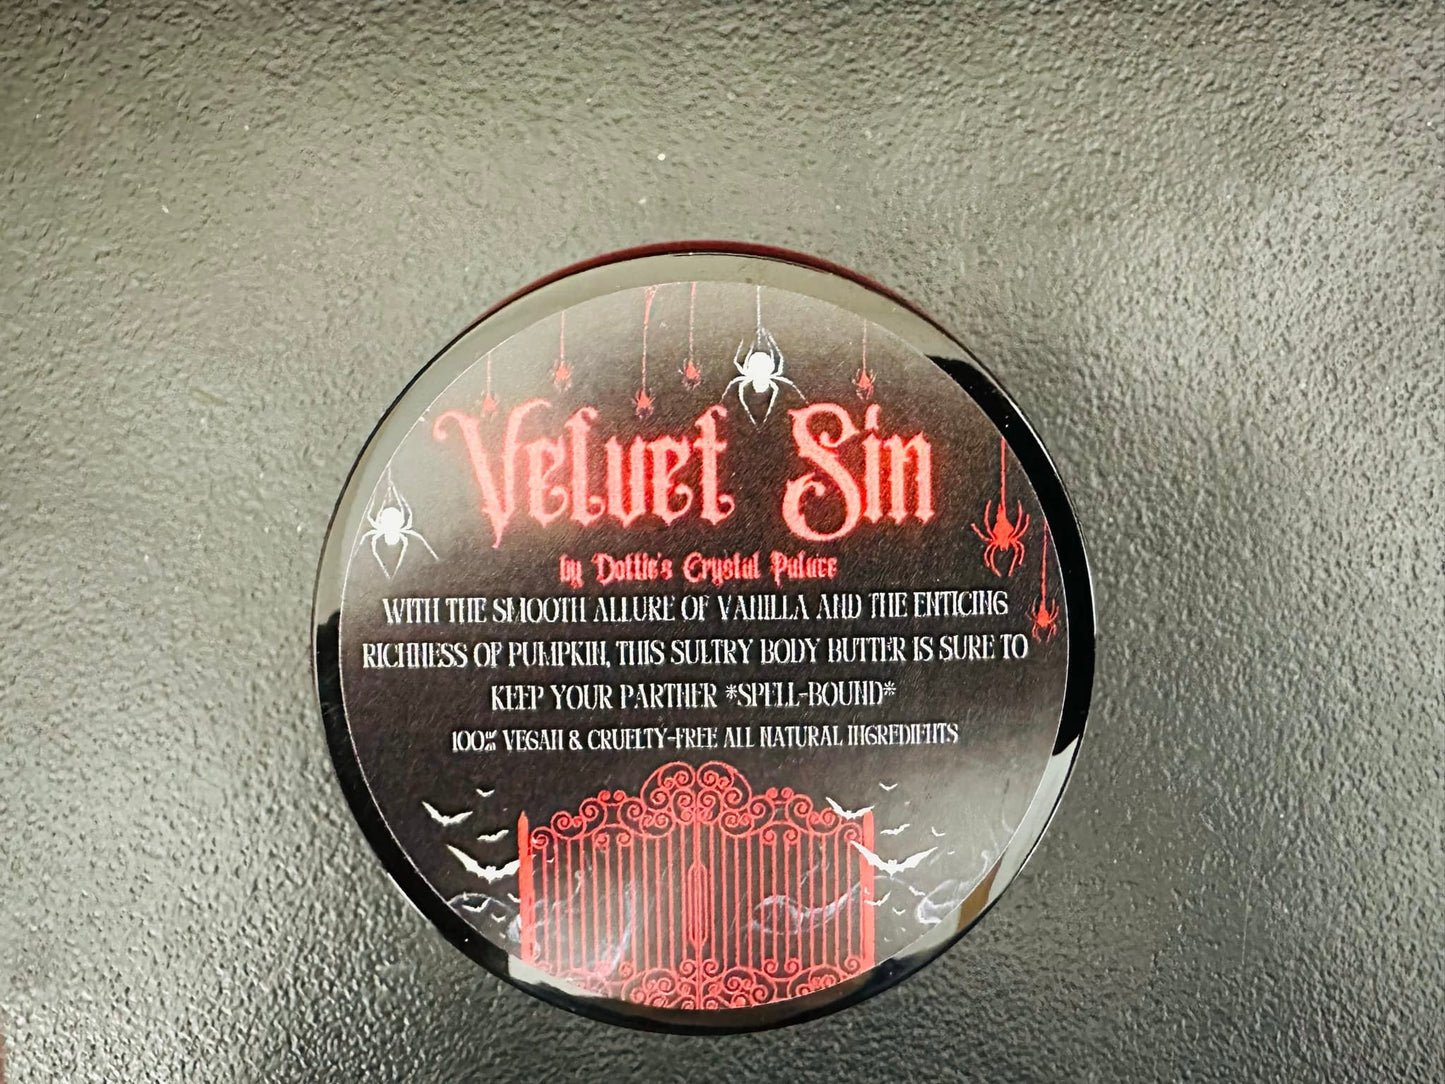 Velvet Sin
by Dottie's Crystal Palace
WITH THE SMOOTH ALLURE OF VANILLA AND THE ENTICING
RICHNESS OF PUMPKIN, THIS SULTRY BODY BUTTER IS SURE TO
KEEP YOUR PARTNER *SPELL-BOUND*
100% VEGAN & CRUELTY-FREE ALL NATURAL INGREDIENTS